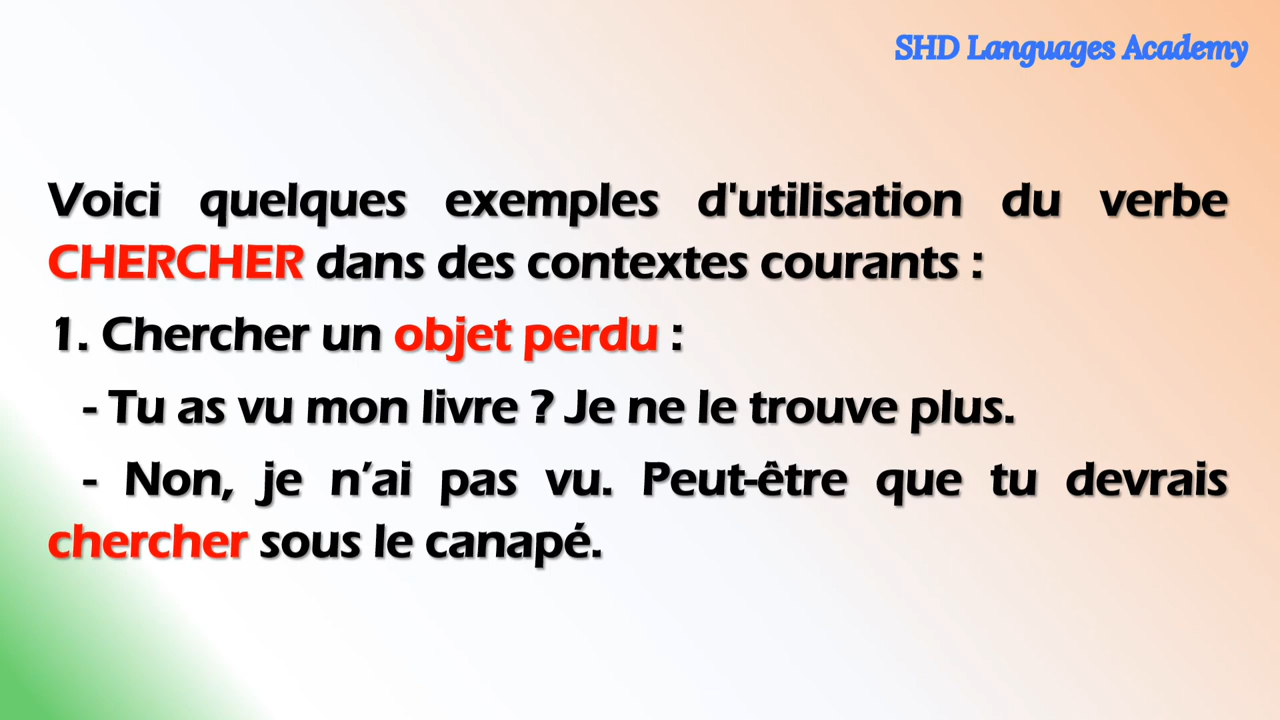 SHD Languages Academy
Voici quelques exemples d'utilisation du verbe
CHERCHER dans des contextes courants :
1. Chercher un objet perdu :
- Tu as vu mon livre ? Je ne le trouve plus.
- Non, je n’ai pas vu. Peut-être que tu devrais
chercher sous le canapé.